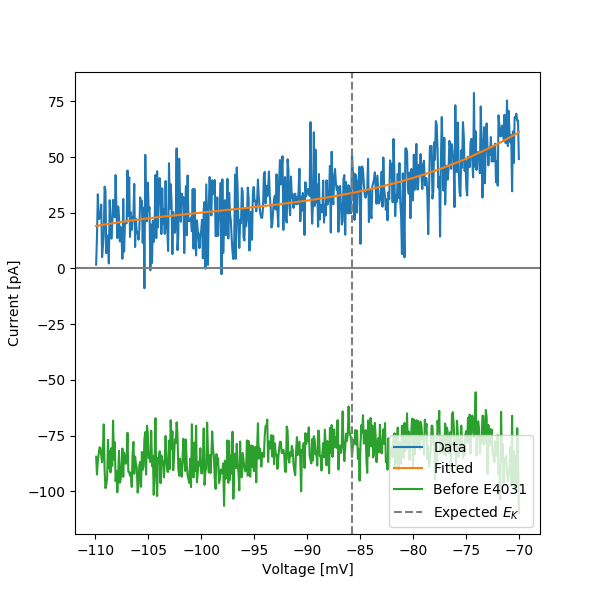 75
50
25
0
−25
−50
−75
−100
Current [pA]
Data
Fitted
Before E4031
Expected E_K
−110 −105 −100 −95 −90 −85 −80 −75 −70
Voltage [mV]